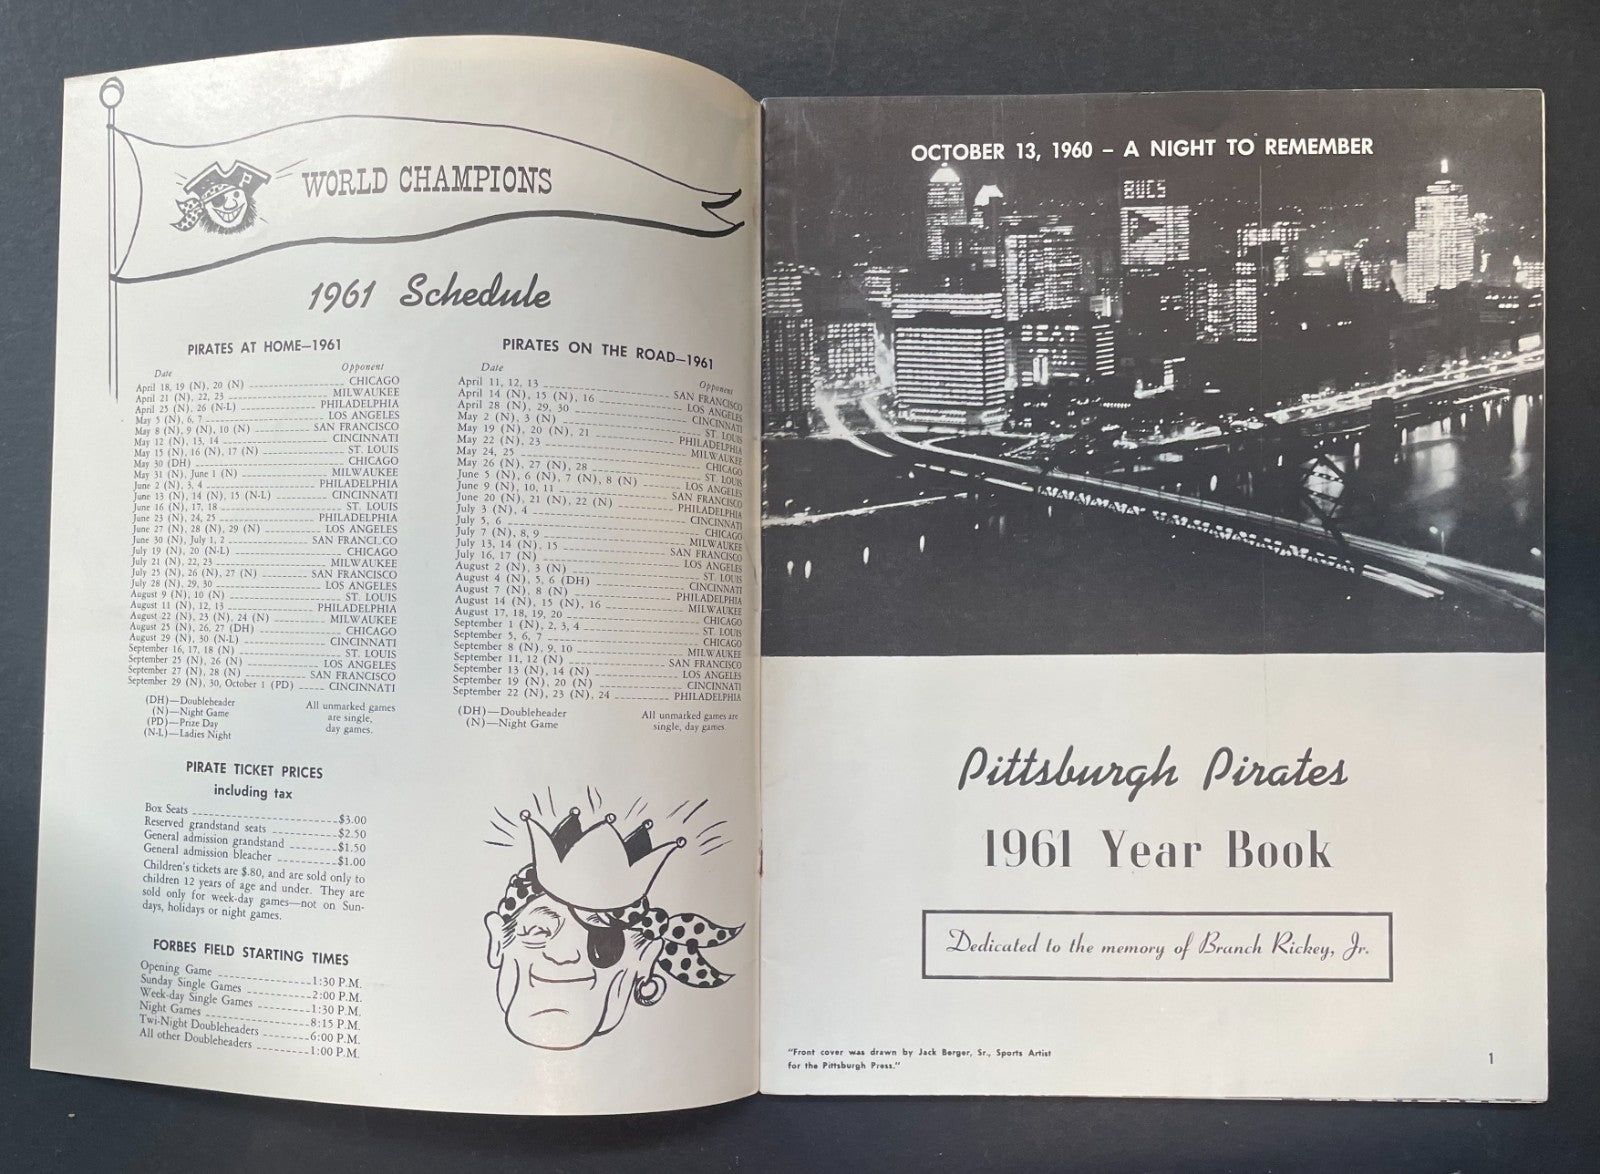 WORLD CHAMPIONS
P
1961 Schedule
PIRATES AT HOME—1961
Date Opponent
April 18, 19 (N), 20 (N) CHICAGO
April 21 (N), 22, 23 MILWAUKEE
April 25 (N), 26 (N-L) PHILADELPHIA
May 5 (N), 6, 7 LOS ANGELES
May 8 (N), 9 (N), 10 (N) SAN FRANCISCO
May 12 (N), 13, 14 CINCINNATI
May 15 (N), 16 (N), 17 (N) ST. LOUIS
May 30 (DH) CHICAGO
May 31 (N), June 1 (N) MILWAUKEE
June 2 (N), 3, 4 PHILADELPHIA
June 13 (N), 14 (N), 15 (N-L) CINCINNATI
June 16 (N), 17, 18 ST. LOUIS
June 23 (N), 24, 25 PHILADELPHIA
June 27 (N), 28 (N), 29 (N) LOS ANGELES
June 30 (N), July 1, 2 SAN FRANCISCO
July 19 (N), 20 (N-L) CHICAGO
July 21 (N), 22, 23 MILWAUKEE
July 25 (N), 26 (N), 27 (N) SAN FRANCISCO
July 28 (N), 29, 30 LOS ANGELES
August 9 (N), 10 (N) ST. LOUIS
August 11 (N), 12, 13 PHILADELPHIA
August 22 (N), 23 (N), 24 (N) MILWAUKEE
August 25 (N), 26, 27 (DH) CHICAGO
August 29 (N), 30 (N-L) CINCINNATI
September 16, 17, 18 (N) ST. LOUIS
September 25 (N), 26 (N) LOS ANGELES
September 27 (N), 28 (N) SAN FRANCISCO
September 29 (N), 30, October 1 (PD) CINCINNATI
(DH)—Doubleheader
(N)—Night Game
(PD)—Prize Day
(N-L)—Ladies Night
All unmarked games
are single,
day games.
PIRATES ON THE ROAD—1961
Date Opponent
April 11, 12, 13 SAN FRANCISCO
April 14 (N), 15 (N), 16 LOS ANGELES
April 28 (N), 29, 30 CINCINNATI
May 2 (N), 3 (N) ST. LOUIS
May 19 (N), 20 (N), 21 PHILADELPHIA
May 22 (N), 23 MILWAUKEE
May 24, 25 CHICAGO
May 26 (N), 27 (N), 28 ST. LOUIS
June 5 (N), 6 (N), 7 (N), 8 (N) LOS ANGELES
June 9 (N), 10, 11 SAN FRANCISCO
June 20 (N), 21 (N), 22 (N) PHILADELPHIA
July 3 (N), 4 CINCINNATI
July 5, 6 CHICAGO
July 7 (N), 8, 9 MILWAUKEE
July 13, 14 (N), 15 SAN FRANCISCO
July 16, 17 (N) LOS ANGELES
August 2 (N), 3 (N) ST. LOUIS
August 4 (N), 5, 6 (DH) CINCINNATI
August 7 (N), 8 (N) PHILADELPHIA
August 14 (N), 15 (N), 16 MILWAUKEE
August 17, 18, 19, 20 CHICAGO
September 1 (N), 2, 3, 4 ST. LOUIS
September 5, 6, 7 CHICAGO
September 8 (N), 9, 10 MILWAUKEE
September 11, 12 (N) SAN FRANCISCO
September 13 (N), 14 (N) LOS ANGELES
September 19 (N), 20 (N) CINCINNATI
September 22 (N), 23 (N), 24 PHILADELPHIA
(DH)—Doubleheader
(N)—Night Game
All unmarked games are
single, day games.
PIRATE TICKET PRICES
including tax
Box Seats $3.00
Reserved grandstand seats $2.50
General admission grandstand $1.50
General admission bleacher $1.00
Children's tickets are $.80, and are sold only to
children 12 years of age and under. They are
sold only for week-day games—not on Sun-
days, holidays or night games.
FORBES FIELD STARTING TIMES
Opening Game 1:30 P.M.
Sunday Single Games 2:00 P.M.
Week-day Single Games 1:30 P.M.
Night Games 8:15 P.M.
Twi-Night Doubleheaders 6:00 P.M.
All other Doubleheaders 1:00 P.M.
OCTOBER 13, 1960 – A NIGHT TO REMEMBER
BUCS
Pittsburgh Pirates
1961 Year Book
Dedicated to the memory of Branch Rickey, Jr.
"Front cover was drawn by Jack Berger, Sr., Sports Artist
for the Pittsburgh Press."
1